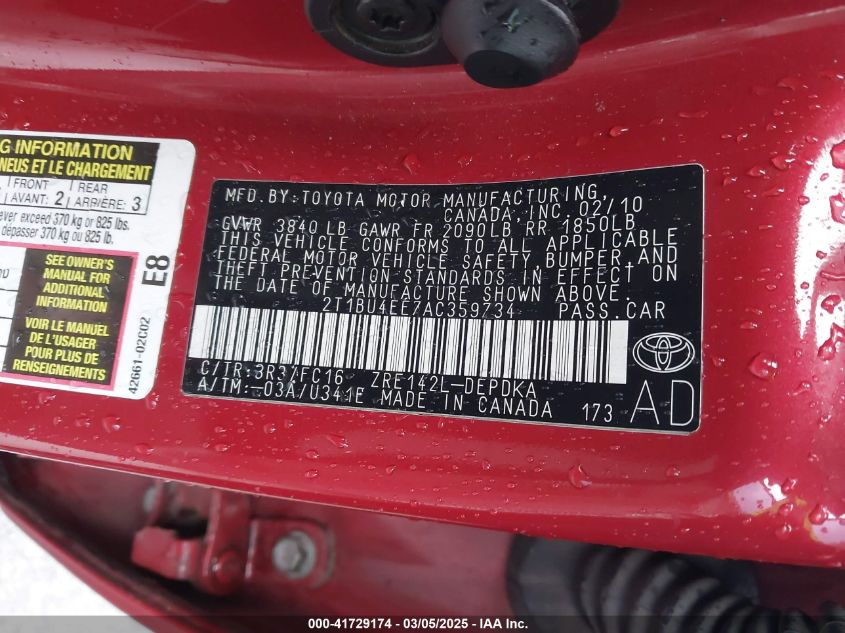 G INFORMATION
NEUS ET LE CHARGEMENT
FRONT REAR
AVANT: 2 ARRIÈRE: 3
ever exceed 370 kg or 825 lbs.
dépasser 370 kg ou 825 lb.
SEE OWNER'S
MANUAL FOR
ADDITIONAL
INFORMATION
VOIR LE MANUEL
DE L'USAGER
POUR PLUS DE
RENSEIGNEMENTS
E8
42661-02C02
MFD. BY: TOYOTA MOTOR MANUFACTURING
CANADA, INC. 02/10
GVWR 3840 LB GAWR FR 2090LB RR 1850LB
THIS VEHICLE CONFORMS TO ALL APPLICABLE
FEDERAL MOTOR VEHICLE SAFETY BUMPER, AND
THEFT PREVENTION STANDARDS IN EFFECT ON
THE DATE OF MANUFACTURE SHOWN ABOVE.
2T1BU4EE7AC359734 PASS.CAR
C/TR:3R37FC16 ZRE142L-DEPDKA
A/TM:-03A/U341E MADE IN CANADA 173
AD
TOYOTA
000-41729174 - 03/05/2025 - IAA Inc.